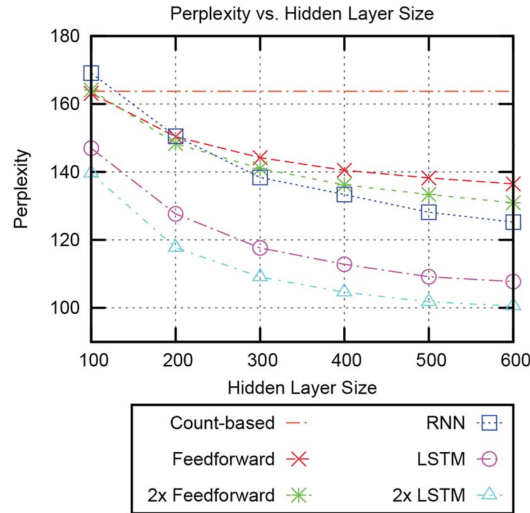 Perplexity vs. Hidden Layer Size
180
160
140
120
100
Perplexity
100 200 300 400 500 600
Hidden Layer Size
Count-based RNN
Feedforward LSTM
2x Feedforward 2x LSTM